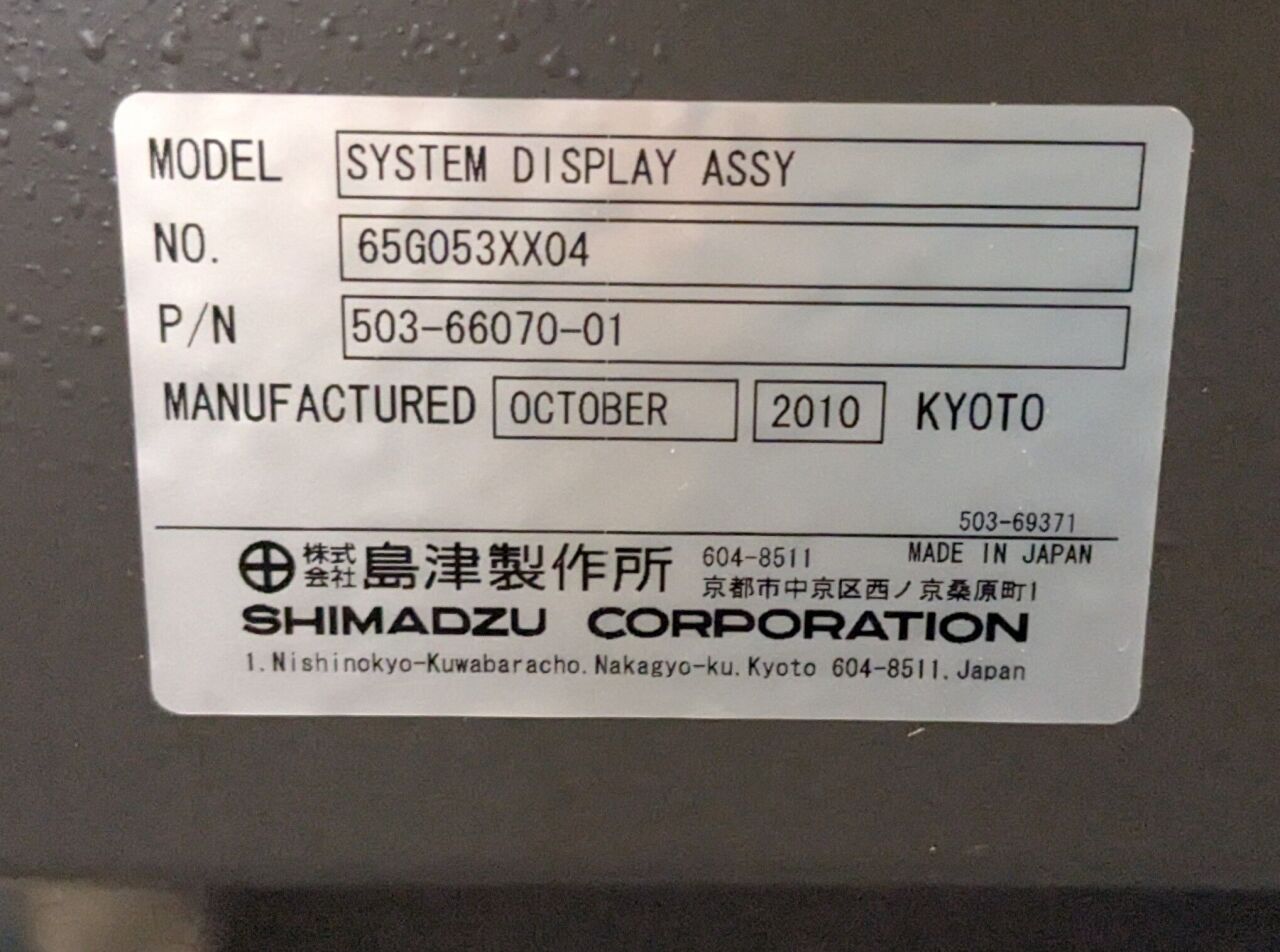 MODEL SYSTEM DISPLAY ASSY
NO. 65G053XX04
P/N 503-66070-01
MANUFACTURED OCTOBER 2010 KYOTO
503-69371
株式会社 島津製作所 604-8511 MADE IN JAPAN
京都市中京区西ノ京桑原町1
SHIMADZU CORPORATION
1.Nishinokyo-Kuwabaracho.Nakagyo-ku.Kyoto 604-8511.Japan